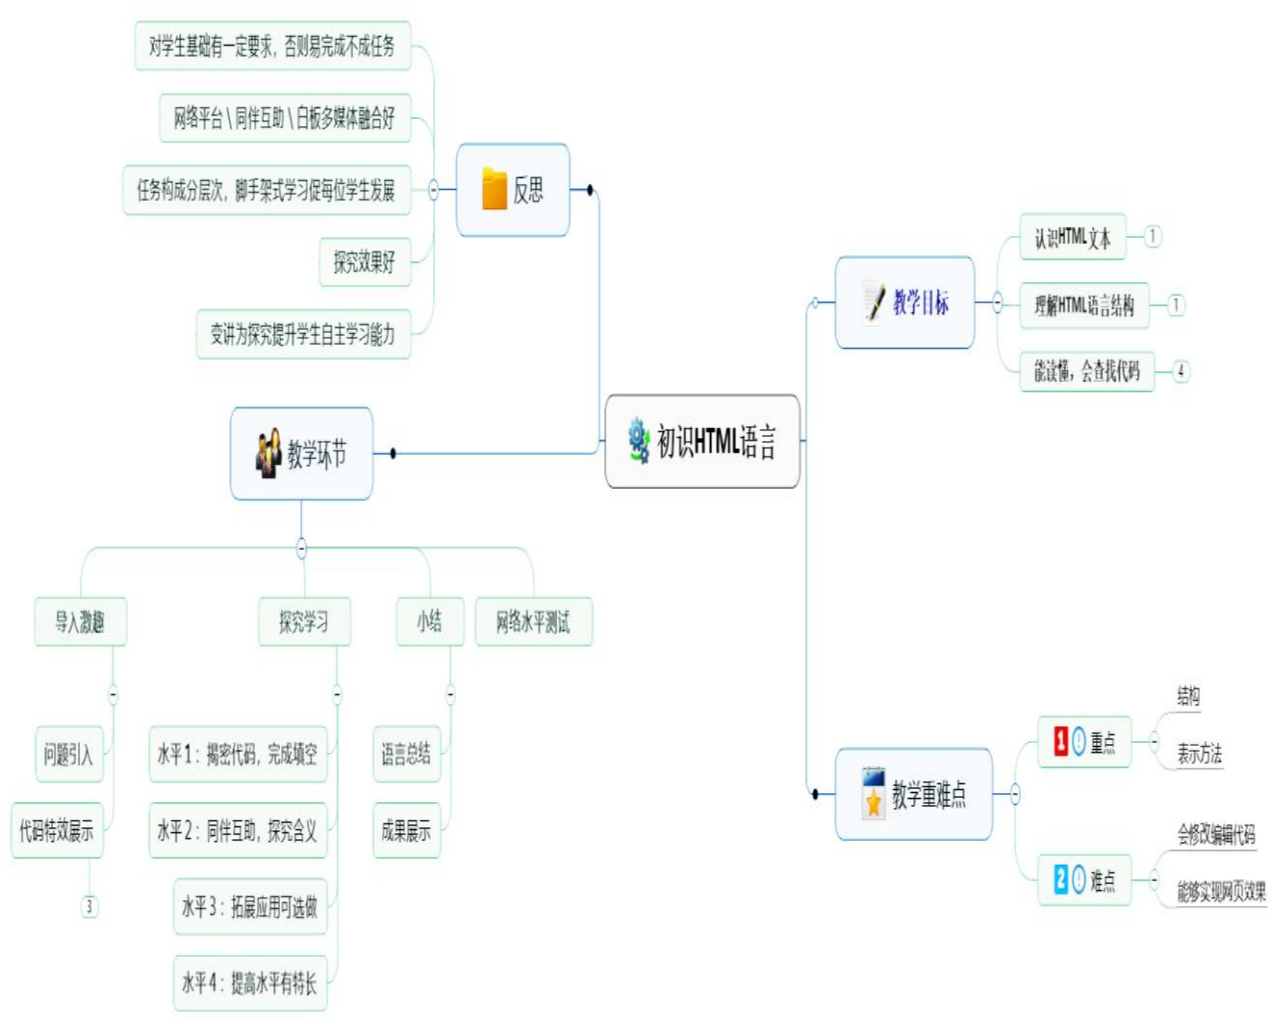 对学生基础有一定要求，否则易完成不成任务
网络平台\同伴互助\白板多媒体融合好
任务构成分层次，脚手架式学习促每位学生发展
探究效果好
变讲为探究提升学生自主学习能力
反思
教学环节
导入激趣
问题引入
代码特效展示
3
探究学习
水平1：揭密代码，完成填空
水平2：同伴互助，探究含义
水平3：拓展应用可选做
水平4：提高水平有特长
小结
语言总结
成果展示
网络水平测试
初识HTML语言
教学目标
认识HTML文本
1
理解HTML语言结构
1
能读懂，会查找代码
4
教学重难点
1
重点
结构
表示方法
2
难点
会修改编辑代码
能够实现网页效果